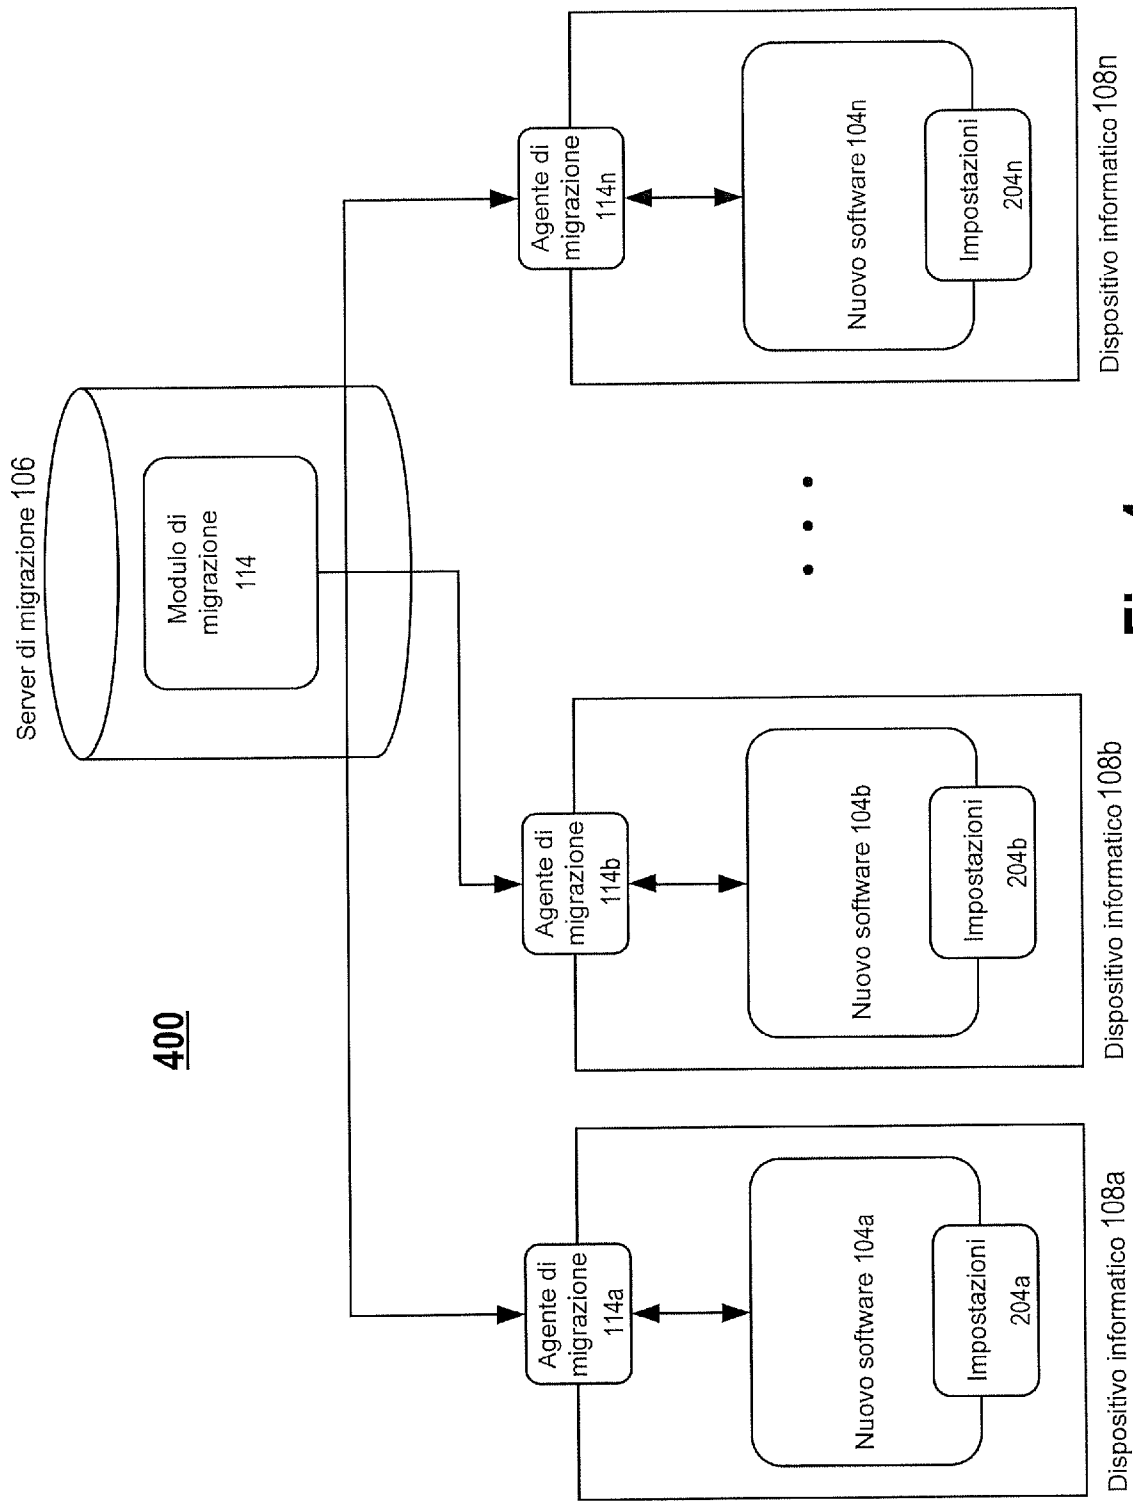 400
Server di migrazione 106
Modulo di
migrazione
114
Agente di
migrazione
114a
Nuovo software 104a
Impostazioni
204a
Dispositivo informatico 108a
Agente di
migrazione
114b
Nuovo software 104b
Impostazioni
204b
Dispositivo informatico 108b
Agente di
migrazione
114n
Nuovo software 104n
Impostazioni
204n
Dispositivo informatico 108n